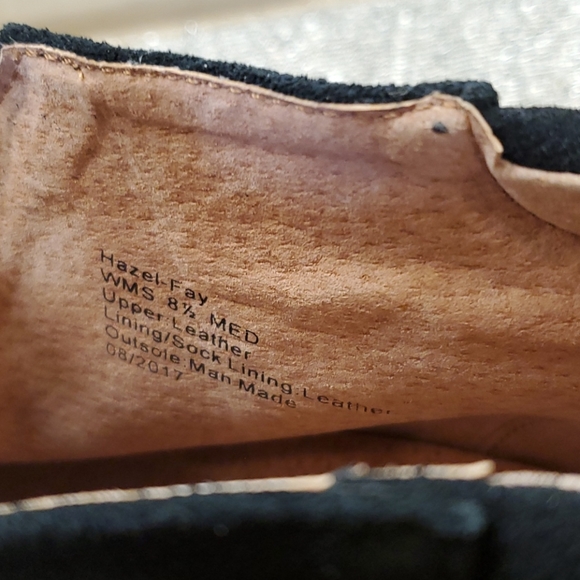 Hazel-Fay
WMS 8½ MED
Upper:Leather
Lining/Sock Lining:Leather
Outsole:Man Made
08/2017